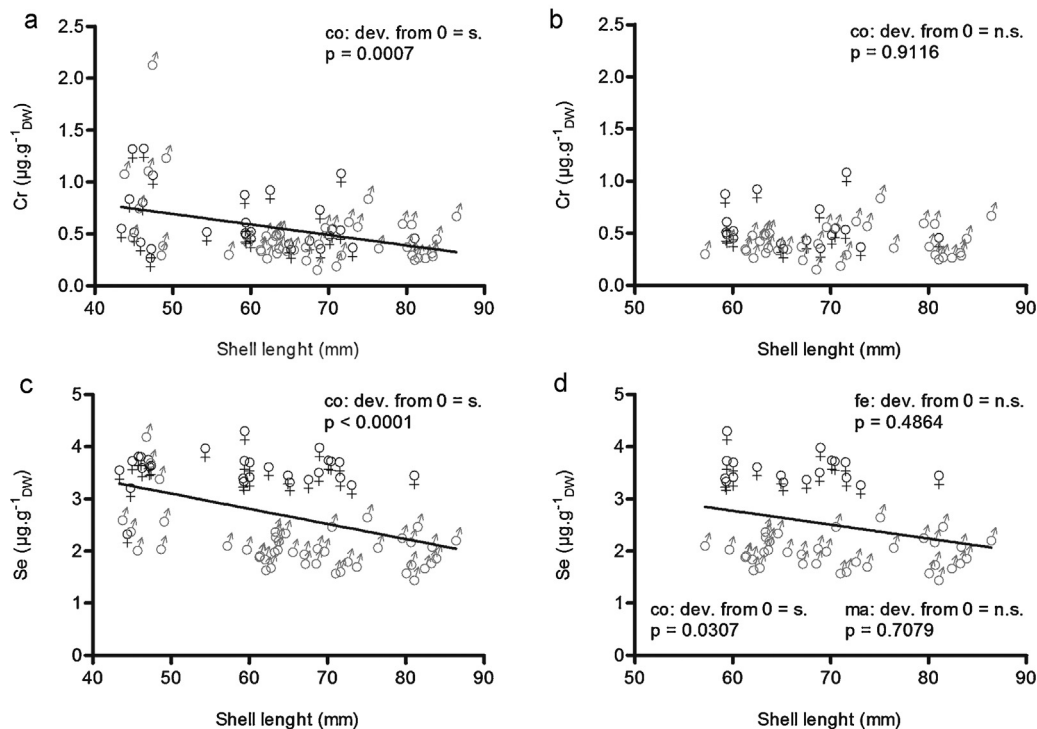 a
co: dev. from 0 = s.
p = 0.0007
Cr (µg.g⁻¹DW)
2.5
2.0
1.5
1.0
0.5
0.0
40 50 60 70 80 90
Shell lenght (mm)
b
co: dev. from 0 = n.s.
p = 0.9116
Cr (µg.g⁻¹DW)
2.5
2.0
1.5
1.0
0.5
0.0
50 60 70 80 90
Shell lenght (mm)
c
co: dev. from 0 = s.
p < 0.0001
Se (µg.g⁻¹DW)
5
4
3
2
1
0
40 50 60 70 80 90
Shell lenght (mm)
d
fe: dev. from 0 = n.s.
p = 0.4864
Se (µg.g⁻¹DW)
5
4
3
2
1
0
co: dev. from 0 = s.
p = 0.0307
ma: dev. from 0 = n.s.
p = 0.7079
50 60 70 80 90
Shell lenght (mm)